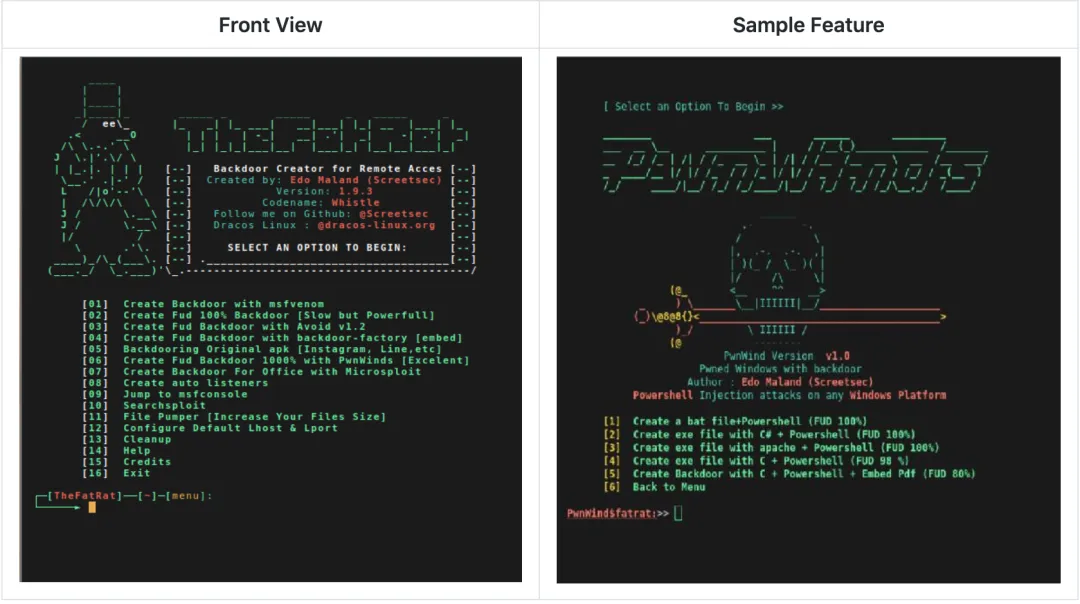 Front View
Sample Feature
TheFatRat
[--] Backdoor Creator for Remote Acces [--]
[--] Created by: Edo Maland (Screetsec) [--]
[--] Version: 1.9.3 [--]
[--] Codename: Whistle [--]
[--] Follow me on Github: @Screetsec [--]
[--] Dracos Linux : @dracos-linux.org [--]
[--] [--]
[--] SELECT AN OPTION TO BEGIN: [--]
[01] Create Backdoor with msfvenom
[02] Create Fud 100% Backdoor [Slow but Powerfull]
[03] Create Fud Backdoor with Avoid v1.2
[04] Create Fud Backdoor with backdoor-factory [embed]
[05] Backdooring Original apk [Instagram, Line,etc]
[06] Create Fud Backdoor 1000% with PwnWinds [Excelent]
[07] Create Backdoor For Office with Microsploit
[08] Create auto listeners
[09] Jump to msfconsole
[10] Searchsploit
[11] File Pumper [Increase Your Files Size]
[12] Configure Default Lhost & Lport
[13] Cleanup
[14] Help
[15] Credits
[16] Exit
[TheFatRat]──[~]─[menu]:
[ Select an Option To Begin >>
PwnWinds
PwnWind Version v1.0
Pwned Windows with backdoor
Author : Edo Maland (Screetsec)
Powershell Injection attacks on any Windows Platform
[1] Create a bat file+Powershell (FUD 100%)
[2] Create exe file with C# + Powershell (FUD 100%)
[3] Create exe file with apache + Powershell (FUD 100%)
[4] Create exe file with C + Powershell (FUD 98 %)
[5] Create Backdoor with C + Powershell + Embed Pdf (FUD 80%)
[6] Back to Menu
PwnWind$fatrat:>>